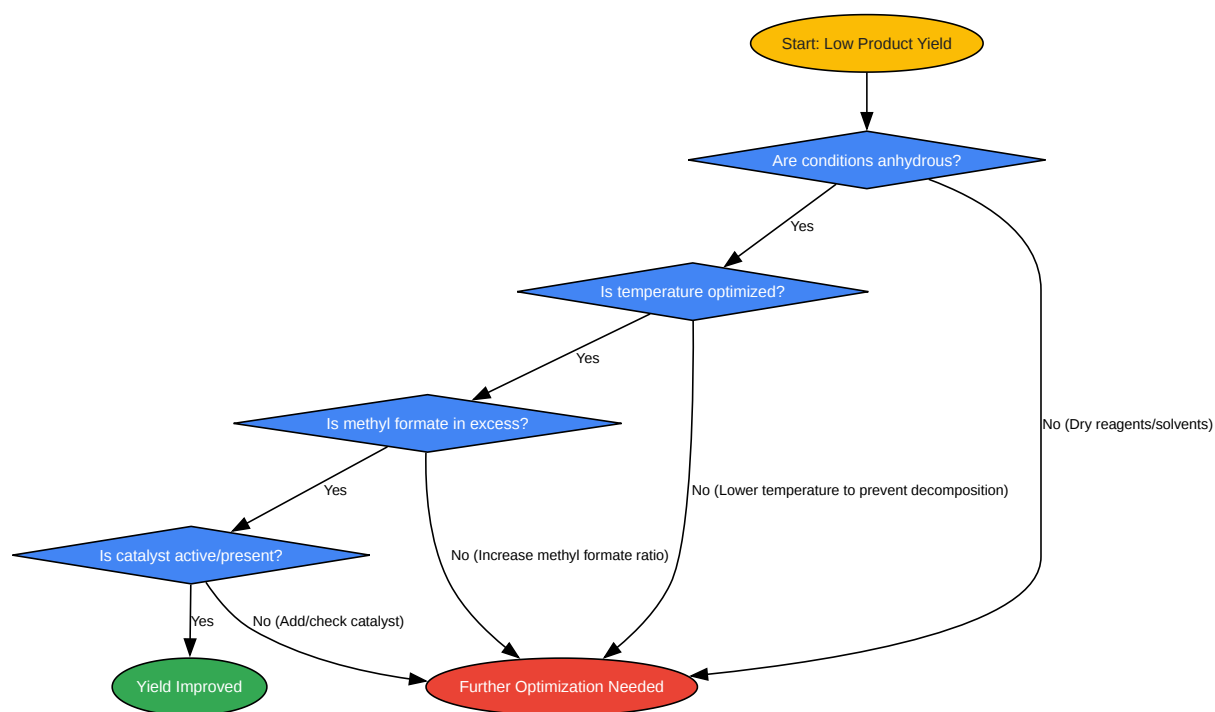 Start: Low Product Yield
Are conditions anhydrous?
Yes
Is temperature optimized?
Yes
Is methyl formate in excess?
No (Dry reagents/solvents)
Yes
No (Lower temperature to prevent decomposition)
Is catalyst active/present?
No (Increase methyl formate ratio)
Yes
No (Add/check catalyst)
Yield Improved
Further Optimization Needed